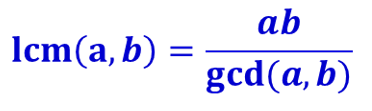 lcm(a, b) = ab / gcd(a, b)